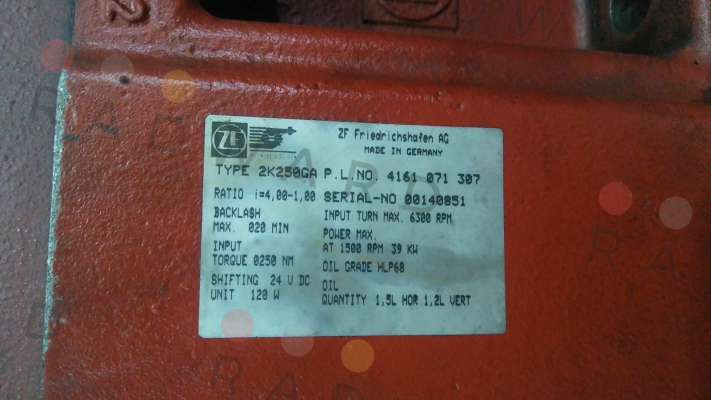 ZF
ZF Friedrichshafen AG
MADE IN GERMANY
TYPE 2K250GA P.L.NO. 4161 071 307
RATIO i=4,00-1,00 SERIAL-NO 00140851
BACKLASH
MAX. 020 MIN
INPUT TURN MAX. 6300 RPM
POWER MAX.
AT 1500 RPM 39 KW
INPUT
TORQUE 0250 NM
OIL GRADE HLP68
SHIFTING 24 V DC
UNIT 120 W
OIL
QUANTITY 1,5L HOR 1,2L VERT